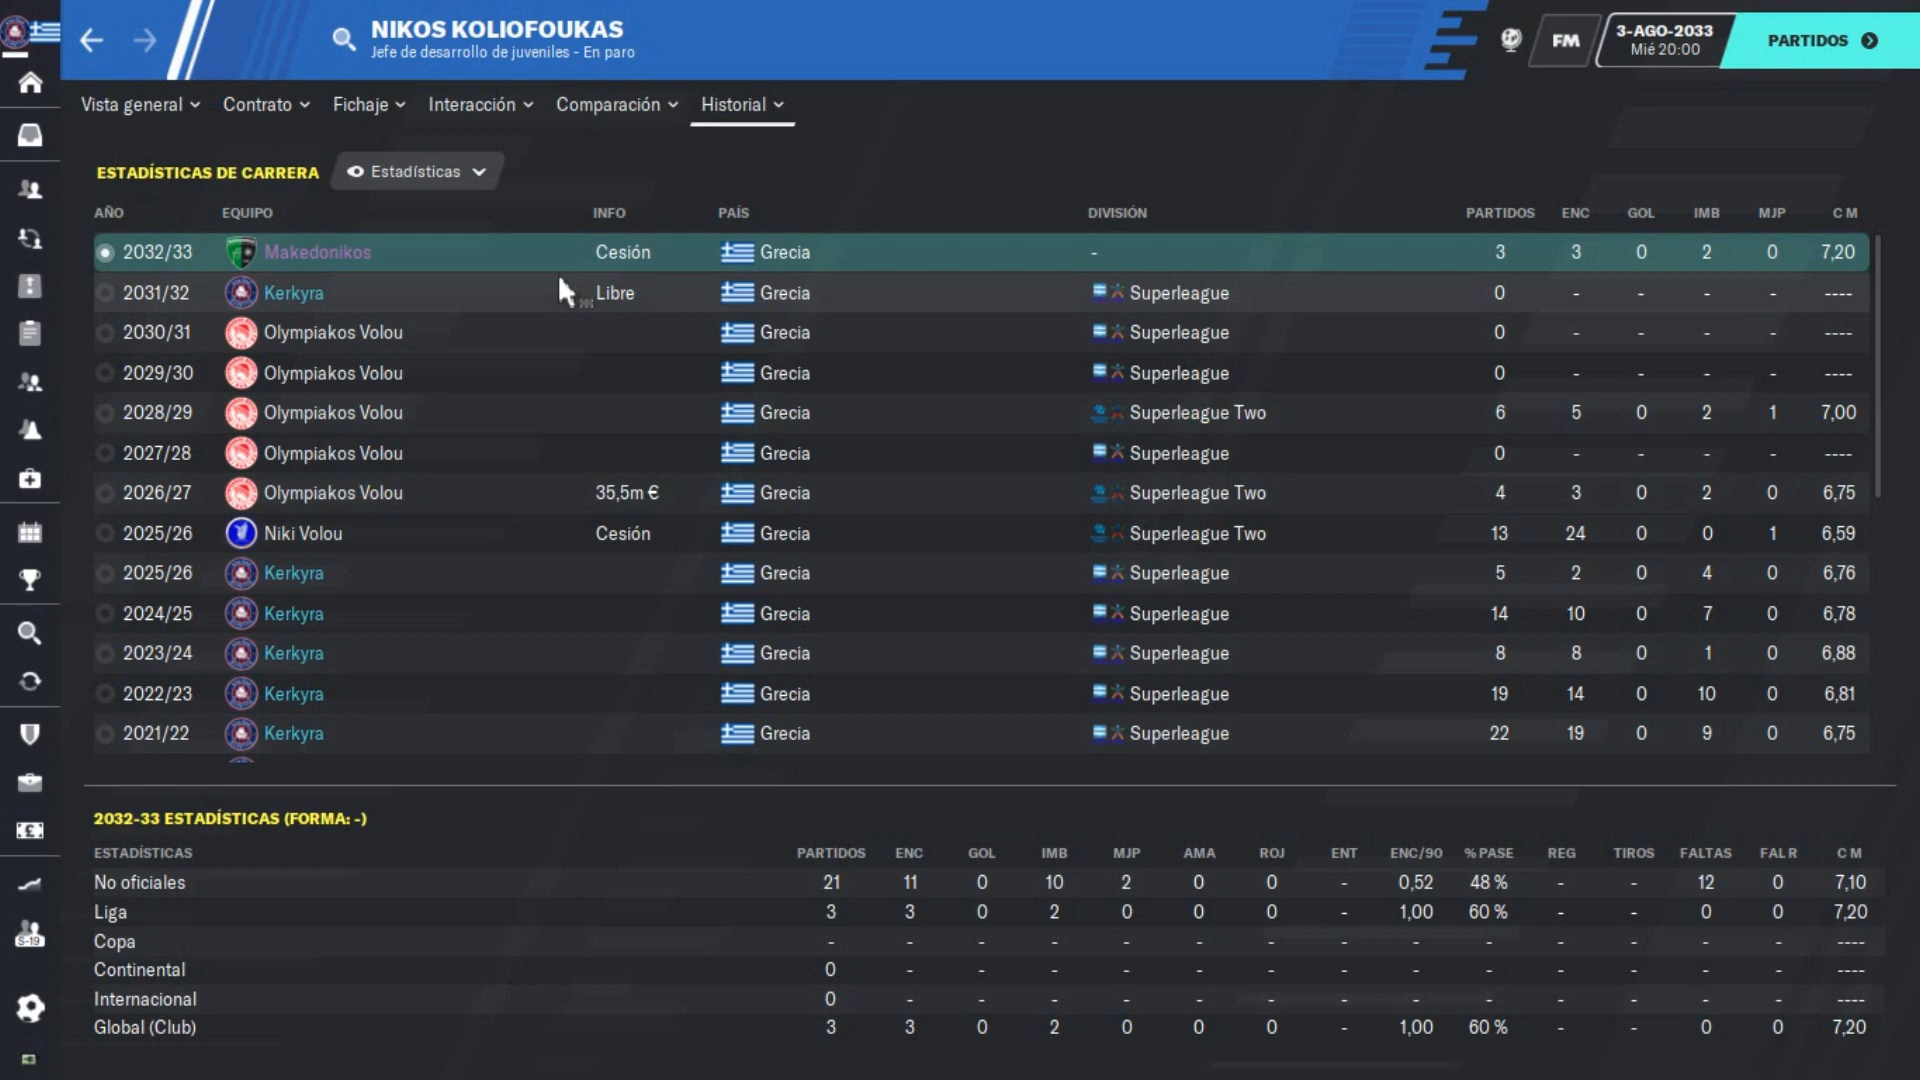 NIKOS KOLIOFOUKAS
Jefe de desarrollo de juveniles - En paro
FM
3-AGO-2033
Mié 20:00
PARTIDOS
Vista general Contrato Fichaje Interacción Comparación Historial
ESTADÍSTICAS DE CARRERA Estadísticas
AÑO EQUIPO INFO PAÍS DIVISIÓN PARTIDOS ENC GOL IMB MJP C M
2032/33 Makedonikos Cesión Grecia - 3 3 0 2 0 7,20
2031/32 Kerkyra Libre Grecia Superleague 0 - - - - ----
2030/31 Olympiakos Volou Grecia Superleague 0 - - - - ----
2029/30 Olympiakos Volou Grecia Superleague 0 - - - - ----
2028/29 Olympiakos Volou Grecia Superleague Two 6 5 0 2 1 7,00
2027/28 Olympiakos Volou Grecia Superleague 0 - - - - ----
2026/27 Olympiakos Volou 35,5m € Grecia Superleague Two 4 3 0 2 0 6,75
2025/26 Niki Volou Cesión Grecia Superleague Two 13 24 0 0 1 6,59
2025/26 Kerkyra Grecia Superleague 5 2 0 4 0 6,76
2024/25 Kerkyra Grecia Superleague 14 10 0 7 0 6,78
2023/24 Kerkyra Grecia Superleague 8 8 0 1 0 6,88
2022/23 Kerkyra Grecia Superleague 19 14 0 10 0 6,81
2021/22 Kerkyra Grecia Superleague 22 19 0 9 0 6,75
2032-33 ESTADÍSTICAS (FORMA: -)
ESTADÍSTICAS PARTIDOS ENC GOL IMB MJP AMA ROJ ENT ENC/90 % PASE REG TIROS FALTAS FAL R C M
No oficiales 21 11 0 10 2 0 0 - 0,52 48 % - - 12 0 7,10
Liga 3 3 0 2 0 0 0 - 1,00 60 % - - 0 0 7,20
Copa - - - - - - - - - - - - - - ----
Continental 0 - - - - - - - - - - - - - ----
Internacional 0 - - - - - - - - - - - - - ----
Global (Club) 3 3 0 2 0 0 0 - 1,00 60 % - - 0 0 7,20
S-19